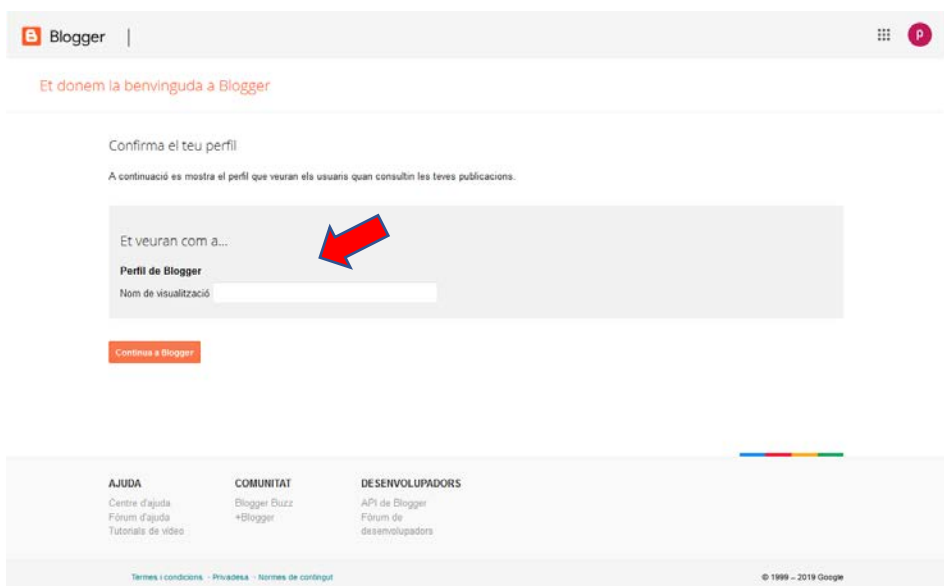 Blogger
p
Et donem la benvinguda a Blogger
Confirma el teu perfil
A continuació es mostra el perfil que veuran els usuaris quan consultin les teves publicacions.
Et veuran com a...
Perfil de Blogger
Nom de visualització
Continua a Blogger
AJUDA
Centre d'ajuda
Fòrum d'ajuda
Tutorials de vídeo
COMUNITAT
Blogger Buzz
+Blogger
DESENVOLUPADORS
API de Blogger
Fòrum de
desenvolupadors
Termes i condicions - Privadesa - Normes de contingut
© 1999 – 2019 Google